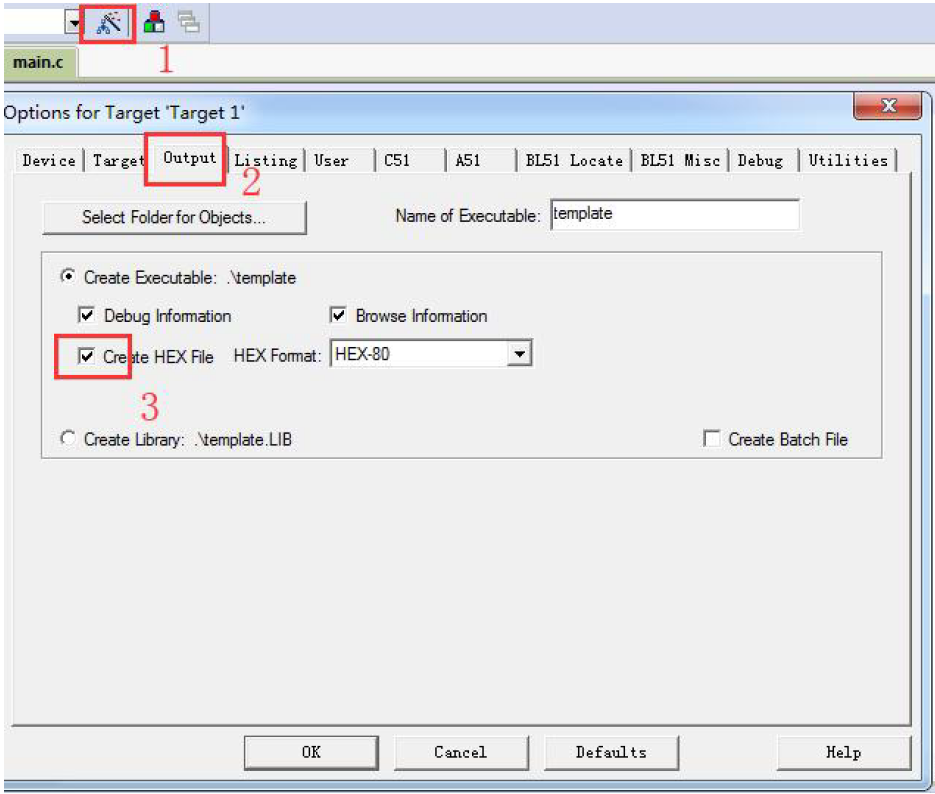 1
main.c
Options for Target 'Target 1'
Device Target Output Listing User C51 A51 BL51 Locate BL51 Misc Debug Utilities
2
Select Folder for Objects... Name of Executable: template
Create Executable: .\template
Debug Information Browse Information
Create HEX File HEX Format: HEX-80
3
Create Library: .\template.LIB Create Batch File
OK Cancel Defaults Help